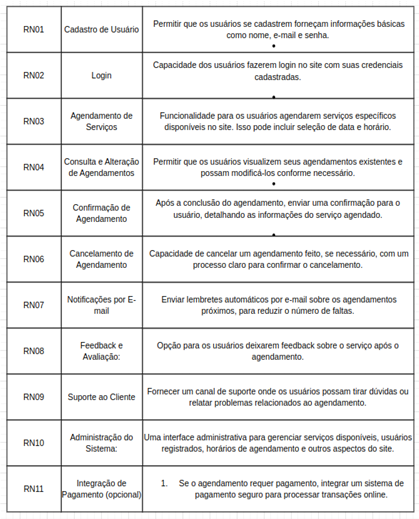 RN01
Cadastro de Usuário
Permitir que os usuários se cadastrem forneçam informações básicas
como nome, e-mail e senha.
RN02
Login
Capacidade dos usuários fazerem login no site com suas credenciais
cadastradas.
RN03
Agendamento de
Serviços
Funcionalidade para os usuários agendarem serviços específicos
disponíveis no site. Isso pode incluir seleção de data e horário.
RN04
Consulta e Alteração
de Agendamentos
Permitir que os usuários visualizem seus agendamentos existentes e
possam modificá-los conforme necessário.
RN05
Confirmação de
Agendamento
Após a conclusão do agendamento, enviar uma confirmação para o
usuário, detalhando as informações do serviço agendado.
RN06
Cancelamento de
Agendamento
Capacidade de cancelar um agendamento feito, se necessário, com um
processo claro para confirmar o cancelamento.
RN07
Notificações por E-
mail
Enviar lembretes automáticos por e-mail sobre os agendamentos
próximos, para reduzir o número de faltas.
RN08
Feedback e
Avaliação:
Opção para os usuários deixarem feedback sobre o serviço após o
agendamento.
RN09
Suporte ao Cliente
Fornecer um canal de suporte onde os usuários possam tirar dúvidas ou
relatar problemas relacionados ao agendamento.
RN10
Administração do
Sistema:
Uma interface administrativa para gerenciar serviços disponíveis, usuários
registrados, horários de agendamento e outros aspectos do site.
RN11
Integração de
Pagamento (opcional)
1. Se o agendamento requer pagamento, integrar um sistema de
pagamento seguro para processar transações online.